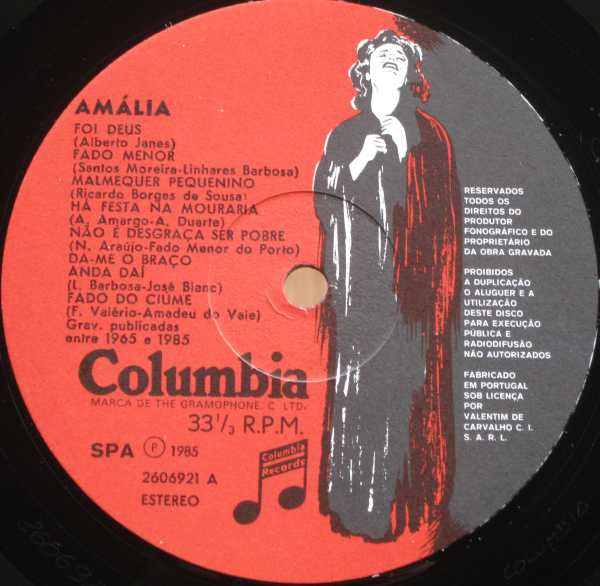 AMÁLIA
FOI DEUS
(Alberto Janes)
FADO MENOR
(Santos Moreira-Linhares Barbosa)
MALMEQUER PEQUENINO
(Ricardo Borges de Sousa)
HÁ FESTA NA MOURARIA
(A. Amargo-A. Duarte)
NÃO É DESGRAÇA SER POBRE
(N. Araújo-Fado Menor do Porto)
DÁ-ME O BRAÇO
ANDA DAÍ
(L. Barbosa-José Blanc)
FADO DO CIÚME
(F. Valério-Amadeu do Vale)
Grav. publicadas
entre 1965 e 1985
Columbia
MARCA DE THE GRAMOPHONE. C LTD.
33⅓ R.P.M.
SPA Ⓟ 1985
2606921 A
ESTEREO
Columbia
Records
RESERVADOS
TODOS OS
DIREITOS DO
PRODUTOR
FONOGRÁFICO E DO
PROPRIETÁRIO
DA OBRA GRAVADA
PROIBIDOS
A DUPLICAÇÃO
O ALUGUER E A
UTILIZAÇÃO
DESTE DISCO
PARA EXECUÇÃO
PÚBLICA E
RADIODIFUSÃO
NÃO AUTORIZADOS
FABRICADO
EM PORTUGAL
SOB LICENÇA
POR
VALENTIM DE
CARVALHO C. I.
S. A. R. L.
COLUMBIA